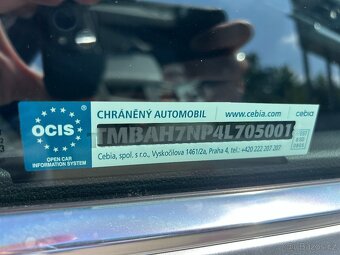 OCIS
OPEN CAR
INFORMATION SYSTEM
CHRÁNĚNÝ AUTOMOBIL
www.cebia.com
cebia
TMBAH7NP4L705001
Cebia, spol. s r.o., Vyskočilova 1461/2a, Praha 4, tel.: +420 222 207 207